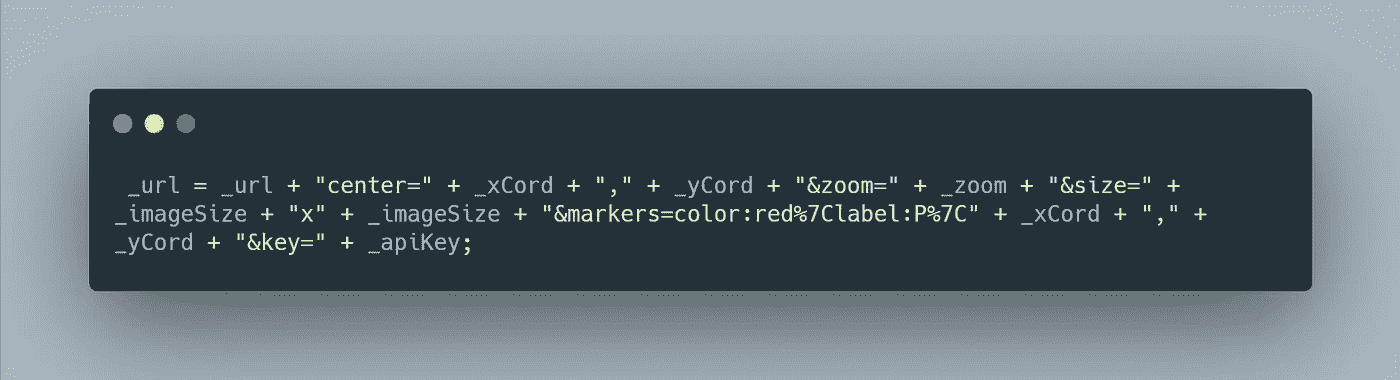 _url = _url + "center=" + _xCord + "," + _yCord + "&zoom=" + _zoom + "&size=" +
_imageSize + "x" + _imageSize + "&markers=color:red%7Clabel:P%7C" + _xCord + "," +
_yCord + "&key=" + _apiKey;